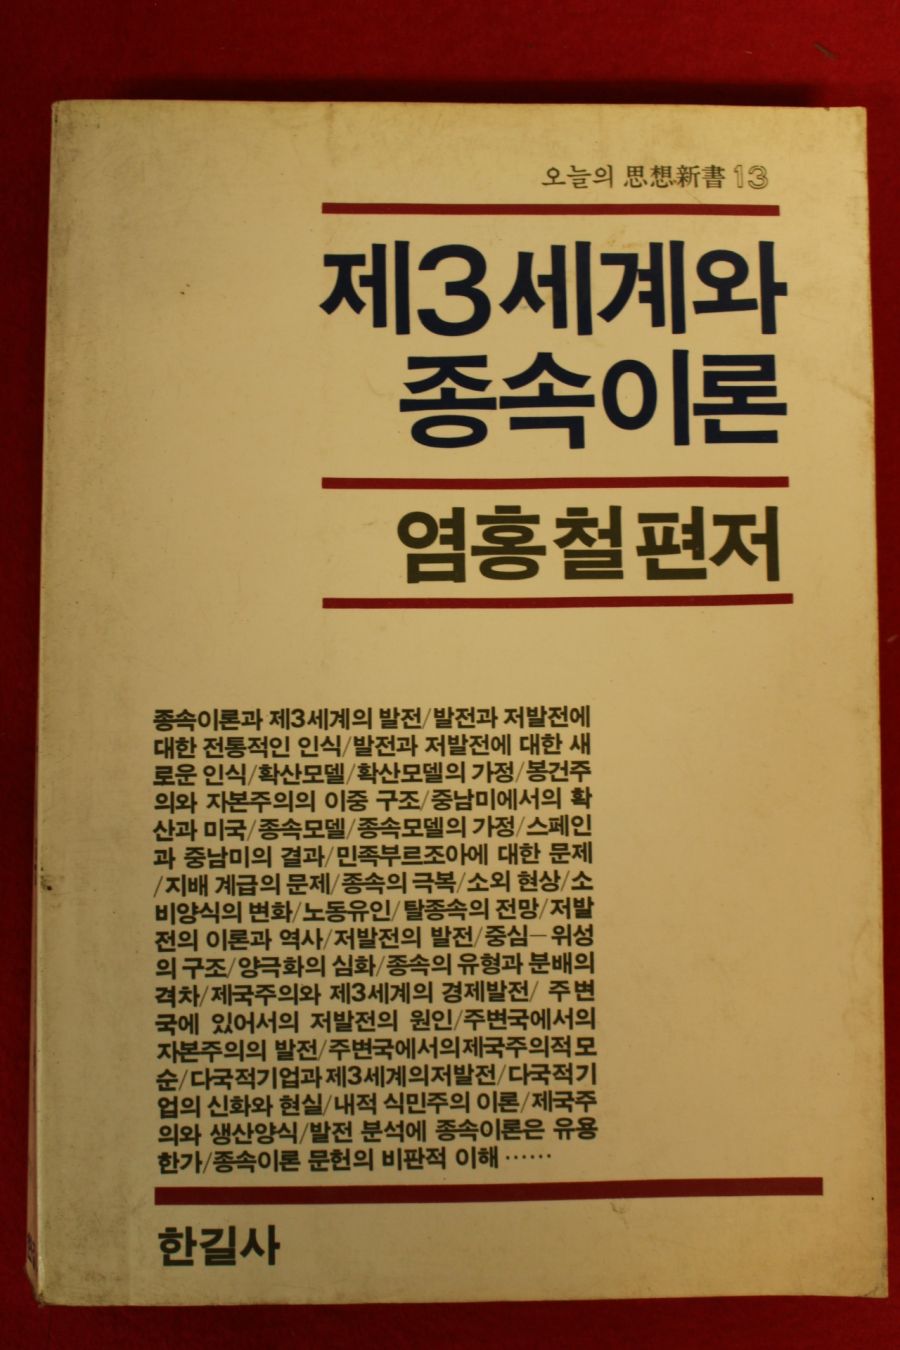 오늘의 思想新書 13
제3세계와
종속이론
염홍철 편저
종속이론과 제3세계의 발전/발전과 저발전에
대한 전통적인 인식/발전과 저발전에 대한 새
로운 인식/확산모델/확산모델의 가정/봉건주
의와 자본주의의 이중 구조/중남미에서의 확
산과 미국/종속모델/종속모델의 가정/스페인
과 중남미의 결과/민족부르조아에 대한 문제
/지배 계급의 문제/종속의 극복/소외 현상/소
비양식의 변화/노동유인/탈종속의 전망/저발
전의 이론과 역사/저발전의 발전/중심—위성
의 구조/양극화의 심화/종속의 유형과 분배의
격차/제국주의와 제3세계의 경제발전/ 주변
국에 있어서의 저발전의 원인/주변국에서의
자본주의의 발전/주변국에서의제국주의적모
순/다국적기업과제3세계의저발전/다국적기
업의 신화와 현실/내적 식민주의 이론/제국주
의와 생산양식/발전 분석에 종속이론은 유용
한가/종속이론 문헌의 비판적 이해 ……
한길사